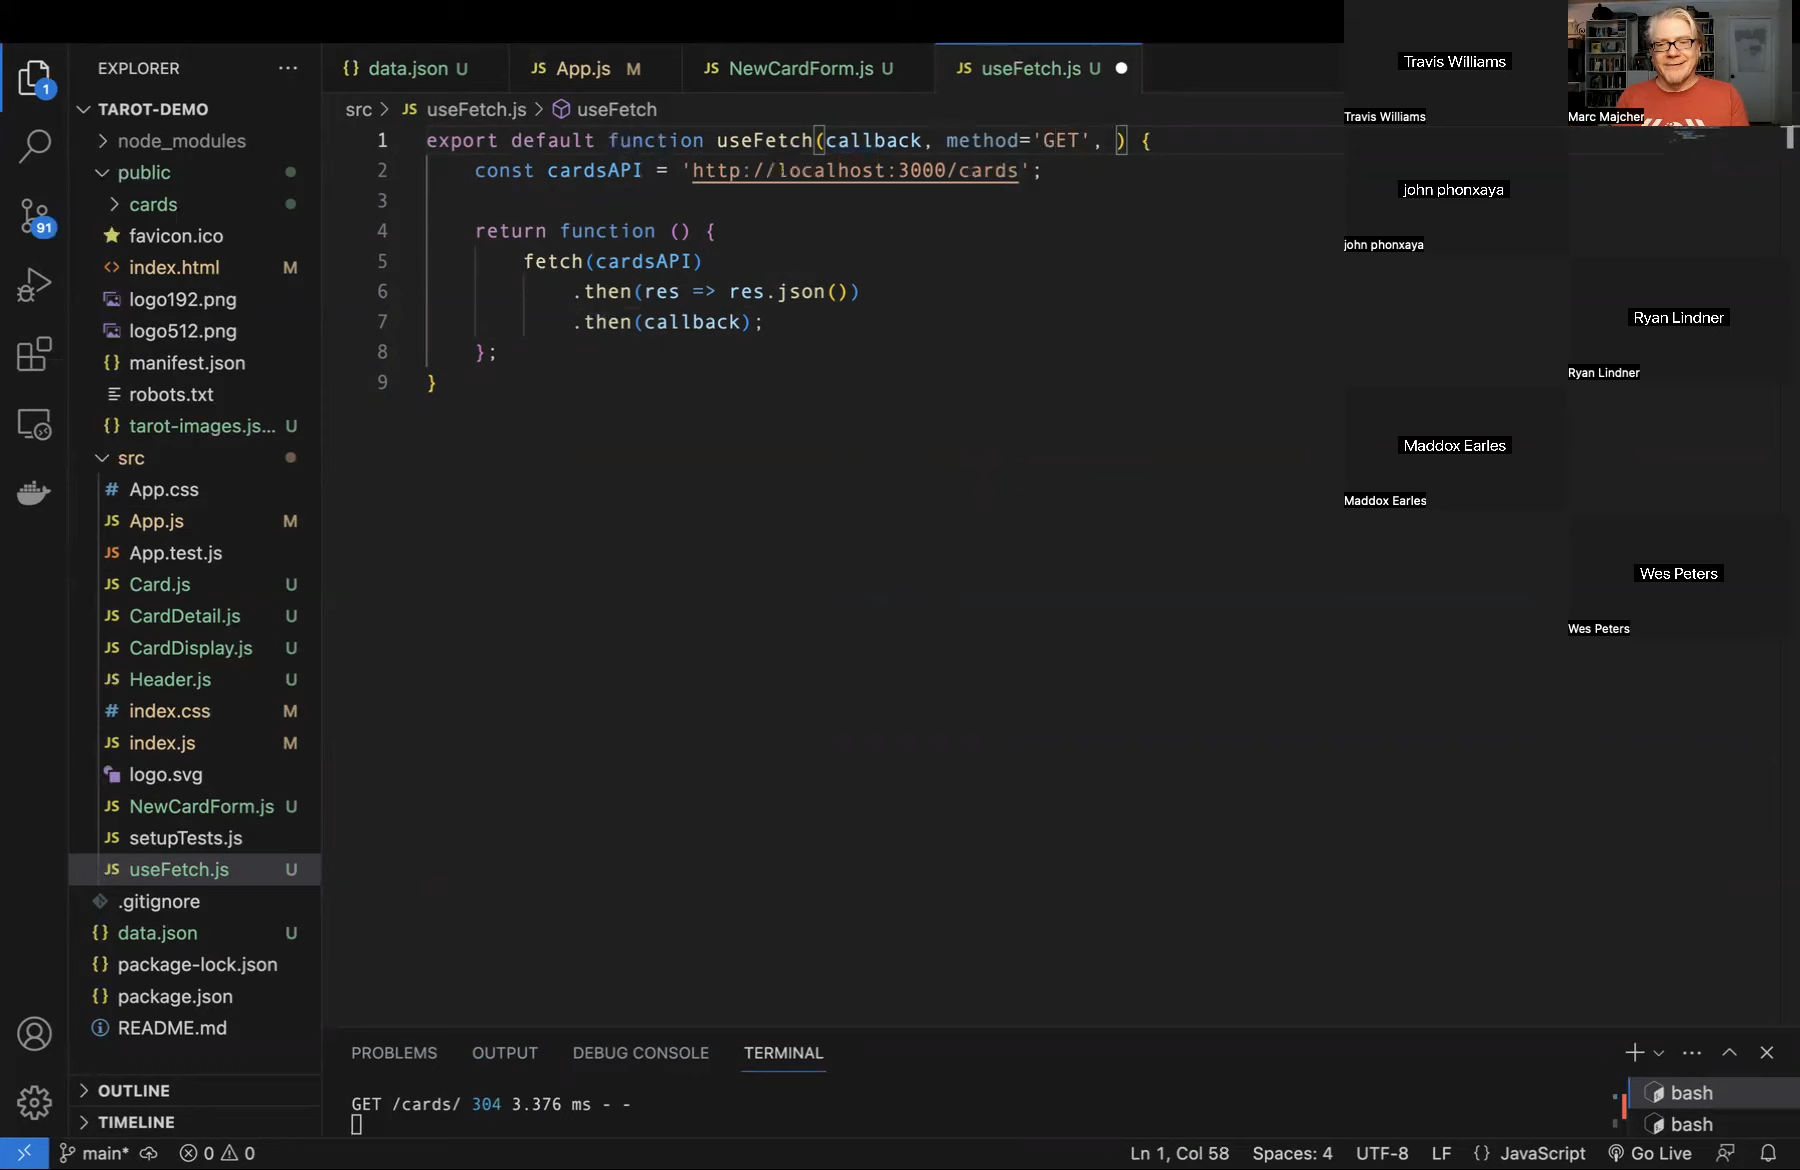 EXPLORER
TAROT-DEMO
node_modules
public
cards
favicon.ico
index.html M
logo192.png
logo512.png
manifest.json
robots.txt
tarot-images.js... U
src
App.css
App.js M
App.test.js
Card.js U
CardDetail.js U
CardDisplay.js U
Header.js U
index.css M
index.js M
logo.svg
NewCardForm.js U
setupTests.js
useFetch.js U
.gitignore
data.json U
package-lock.json
package.json
README.md
OUTLINE
TIMELINE
1
91
{} data.json U
JS App.js M
JS NewCardForm.js U
JS useFetch.js U
src > JS useFetch.js > useFetch
1 export default function useFetch(callback, method='GET', ) {
2 const cardsAPI = 'http://localhost:3000/cards';
3
4 return function () {
5 fetch(cardsAPI)
6 .then(res => res.json())
7 .then(callback);
8 };
9 }
Travis Williams
Travis Williams
Marc Majcher
john phonxaya
john phonxaya
Ryan Lindner
Ryan Lindner
Maddox Earles
Maddox Earles
Wes Peters
Wes Peters
PROBLEMS OUTPUT DEBUG CONSOLE TERMINAL
GET /cards/ 304 3.376 ms - -
bash
bash
main* 0 0
Ln 1, Col 58 Spaces: 4 UTF-8 LF {} JavaScript Go Live